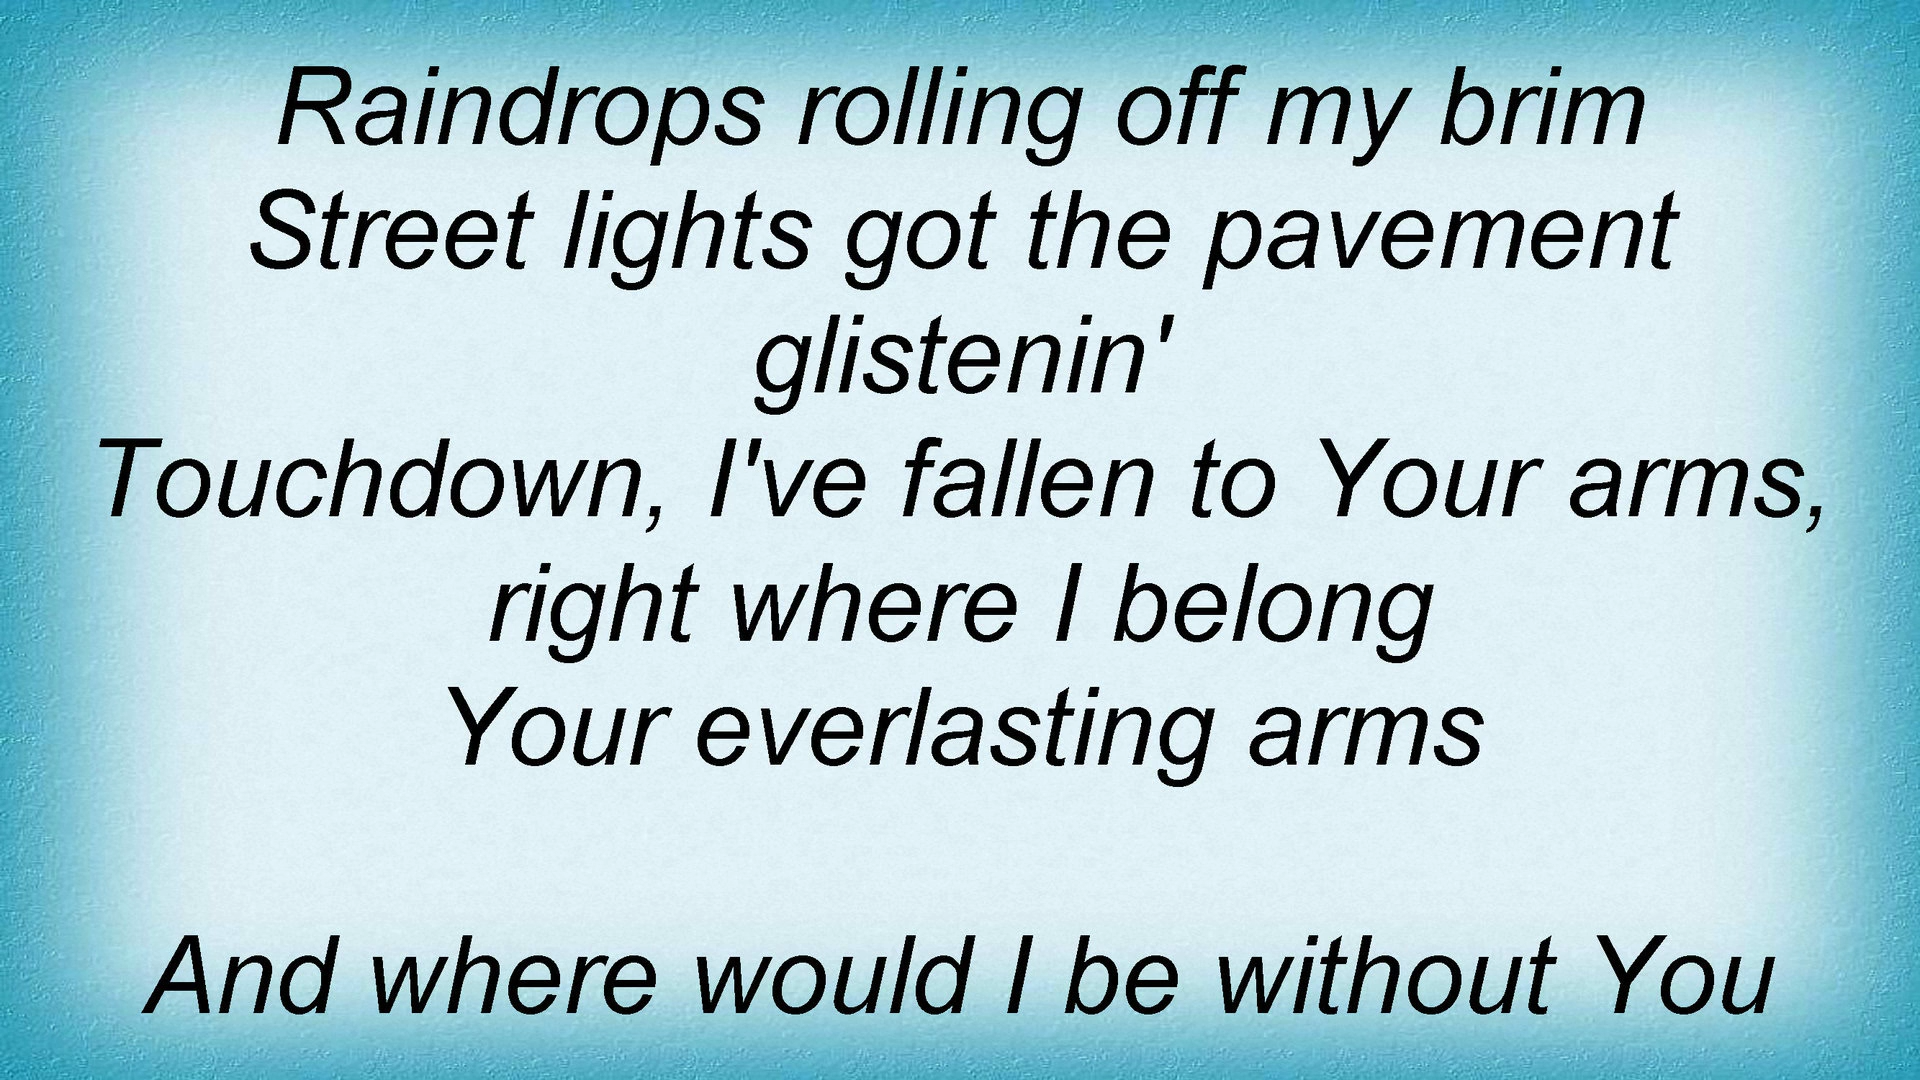 Raindrops rolling off my brim
Street lights got the pavement
glistenin'
Touchdown, I've fallen to Your arms,
right where I belong
Your everlasting arms
And where would I be without You